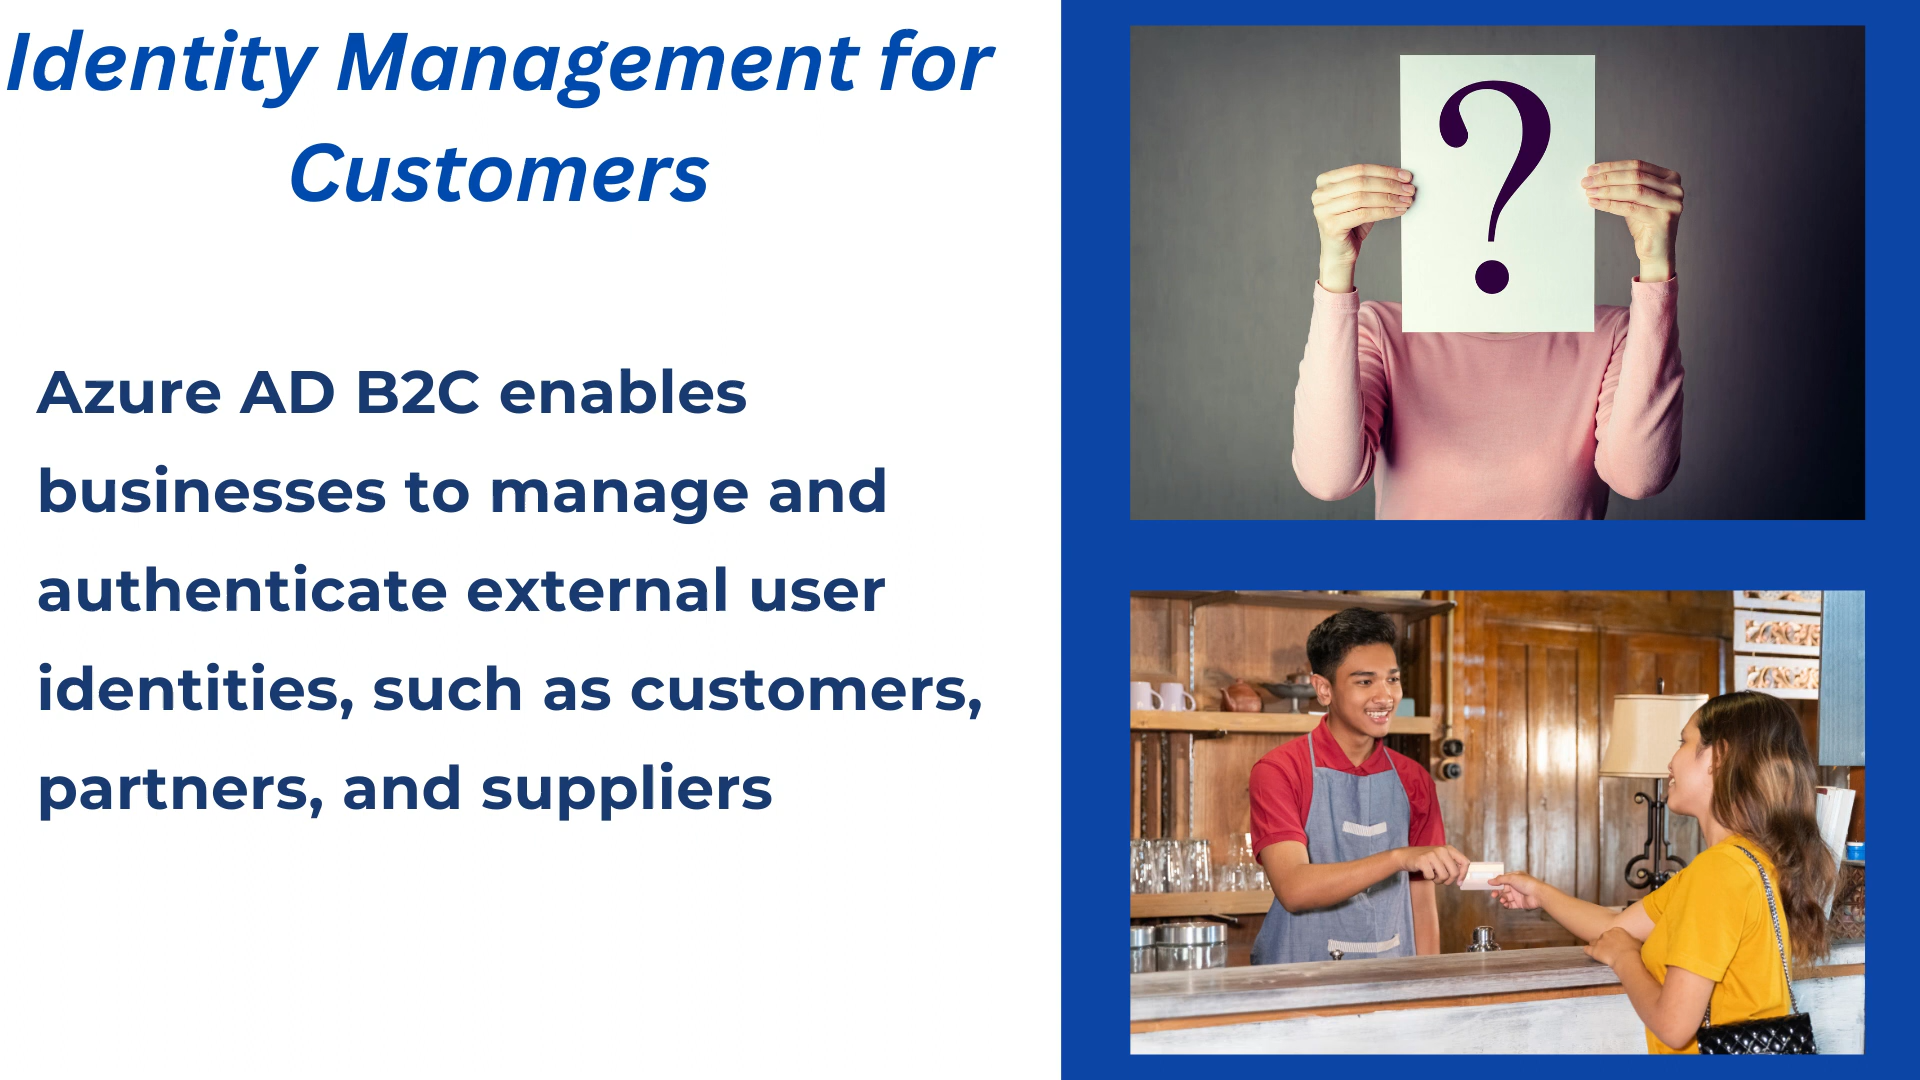 Identity Management for
Customers
Azure AD B2C enables
businesses to manage and
authenticate external user
identities, such as customers,
partners, and suppliers
?